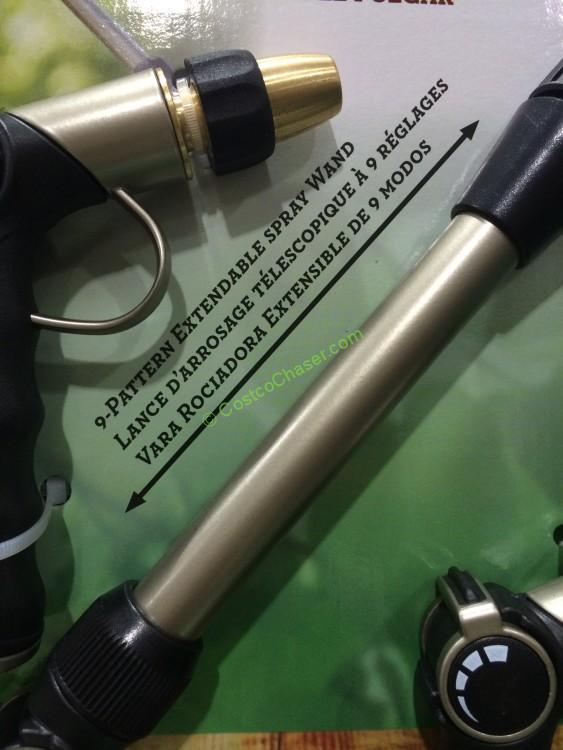 9-Pattern Extendable spray Wand
Lance d'arrosage télescopique à 9 réglages
Vara Rociadora Extensible de 9 modos
© CostcoChaser.com